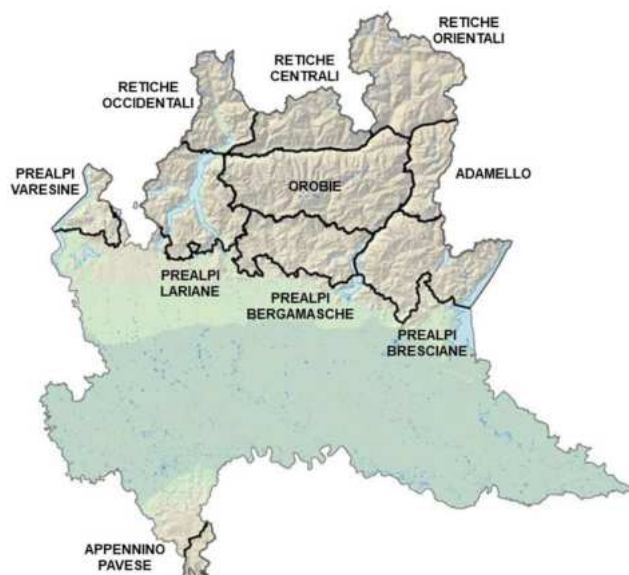 RETICHE
ORIENTALI
RETICHE
CENTRALI
RETICHE
OCCIDENTALI
PREALPI
VARESINE
ADAMELLO
OROBIE
PREALPI
LARIANE
PREALPI
BERGAMASCHE
PREALPI
BRESCIANE
APPENNINO
PAVESE